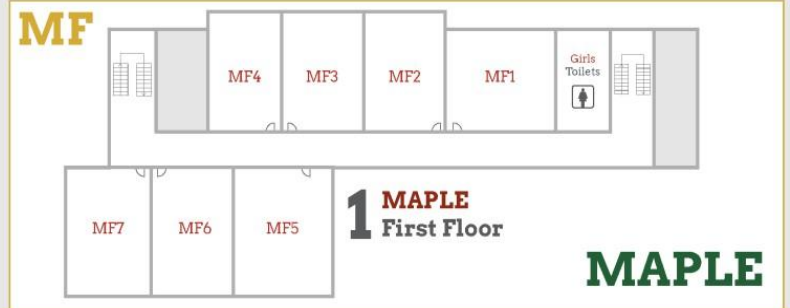 MF
MF4
MF3
MF2
MF1
Girls
Toilets
MF7
MF6
MF5
1 MAPLE
First Floor
MAPLE